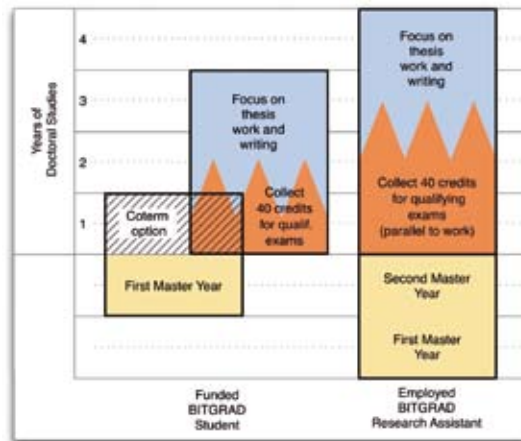 Years of
Doctoral Studies
4
3
2
1
Focus on
thesis
work and
writing
Collect
40 credits
for qualif.
exams
Coterm
option
First Master Year
Focus on
thesis
work and
writing
Collect 40 credits
for qualifying
exams
(parallel to work)
Second Master
Year
First Master
Year
Funded
BITGRAD
Student
Employed
BITGRAD
Research Assistant